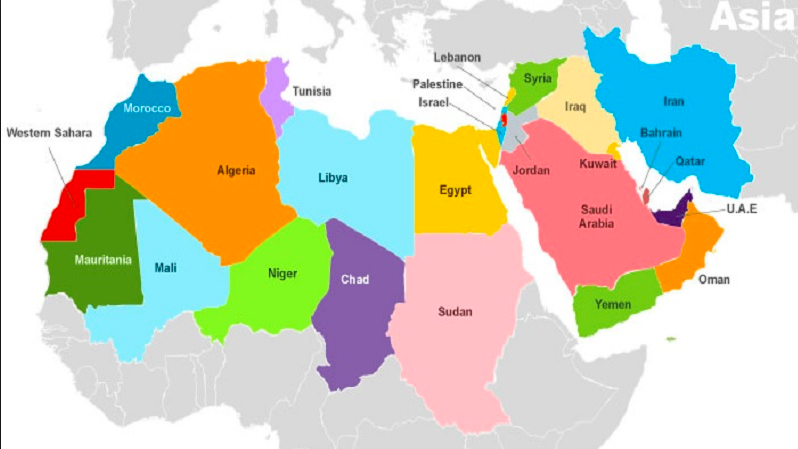 Asia
Lebanon
Syria
Palestine
Israel
Iraq
Iran
Tunisia
Morocco
Western Sahara
Bahrain
Kuwait
Qatar
Jordan
Algeria
Libya
Egypt
Saudi
Arabia
U.A.E
Mauritania
Mali
Niger
Chad
Oman
Yemen
Sudan